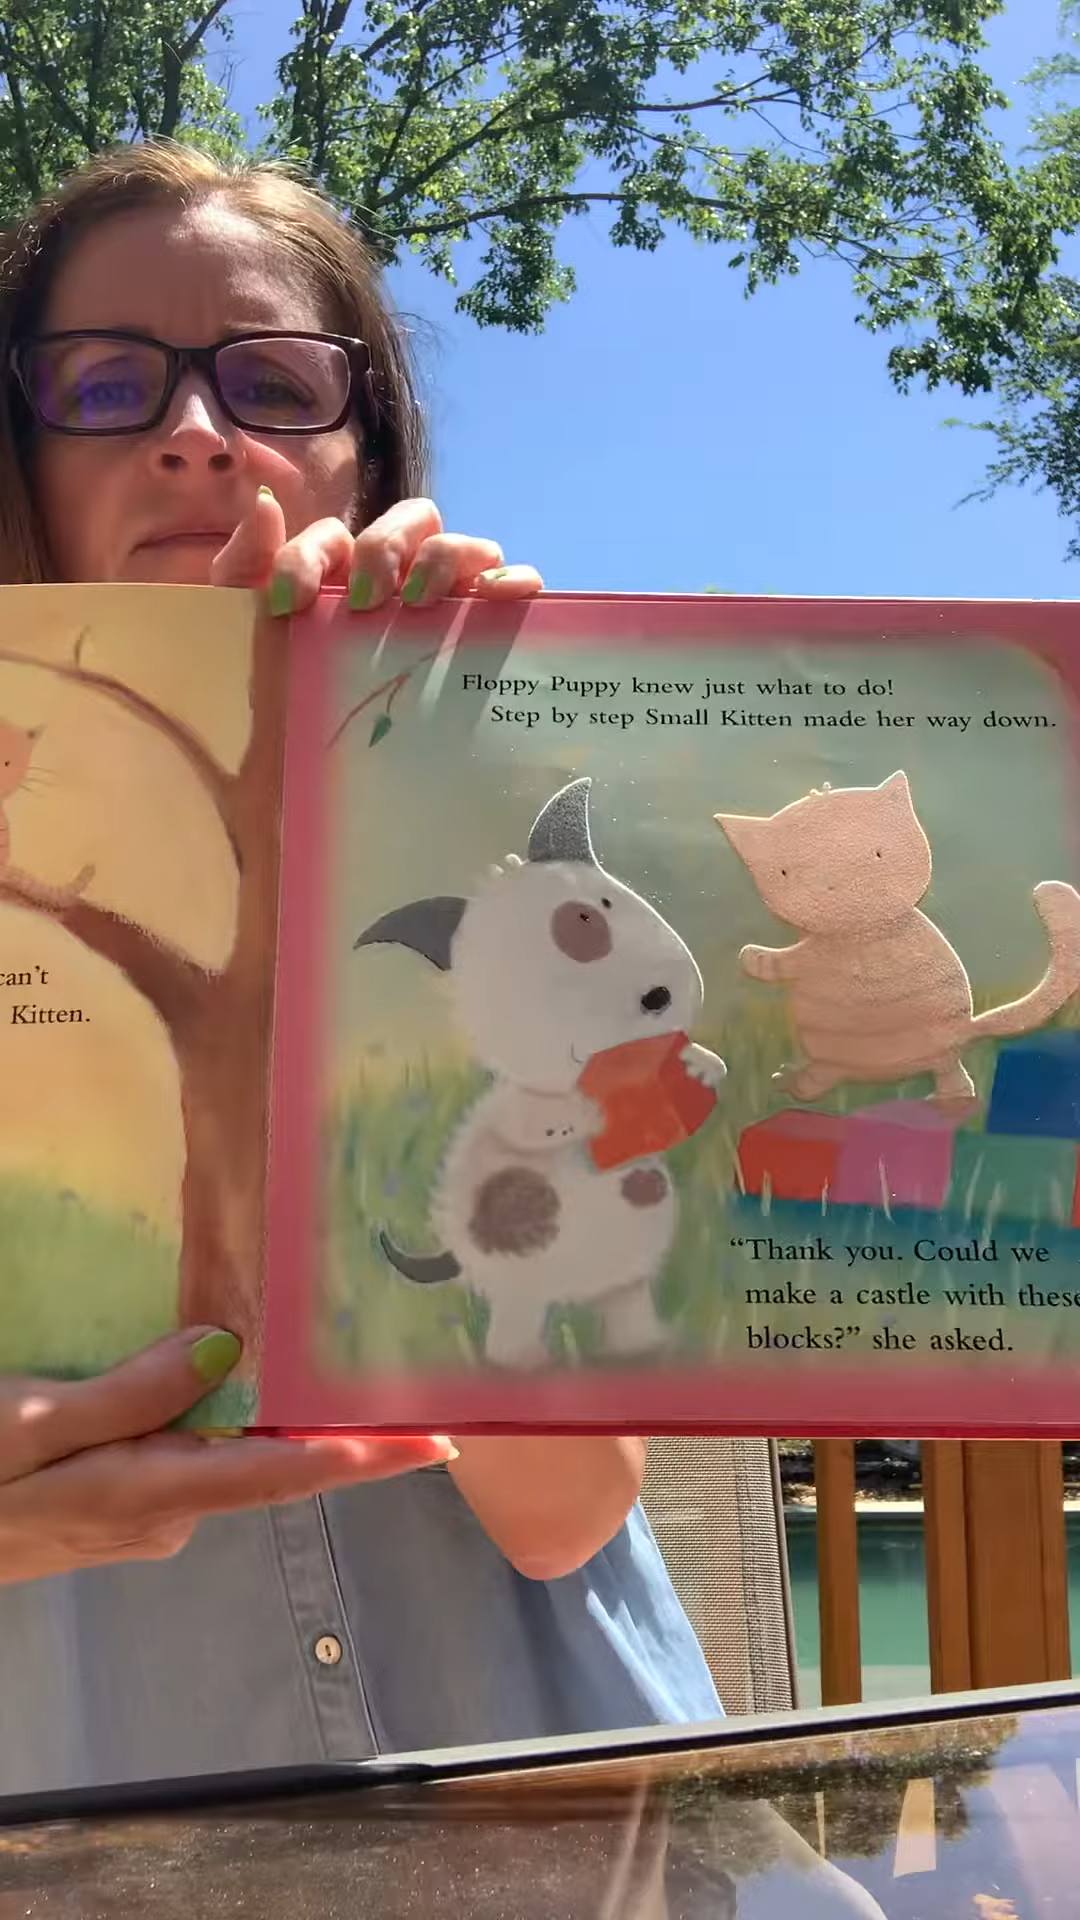 can't
Kitten.
Floppy Puppy knew just what to do!
Step by step Small Kitten made her way down.
“Thank you. Could we
make a castle with these
blocks?” she asked.